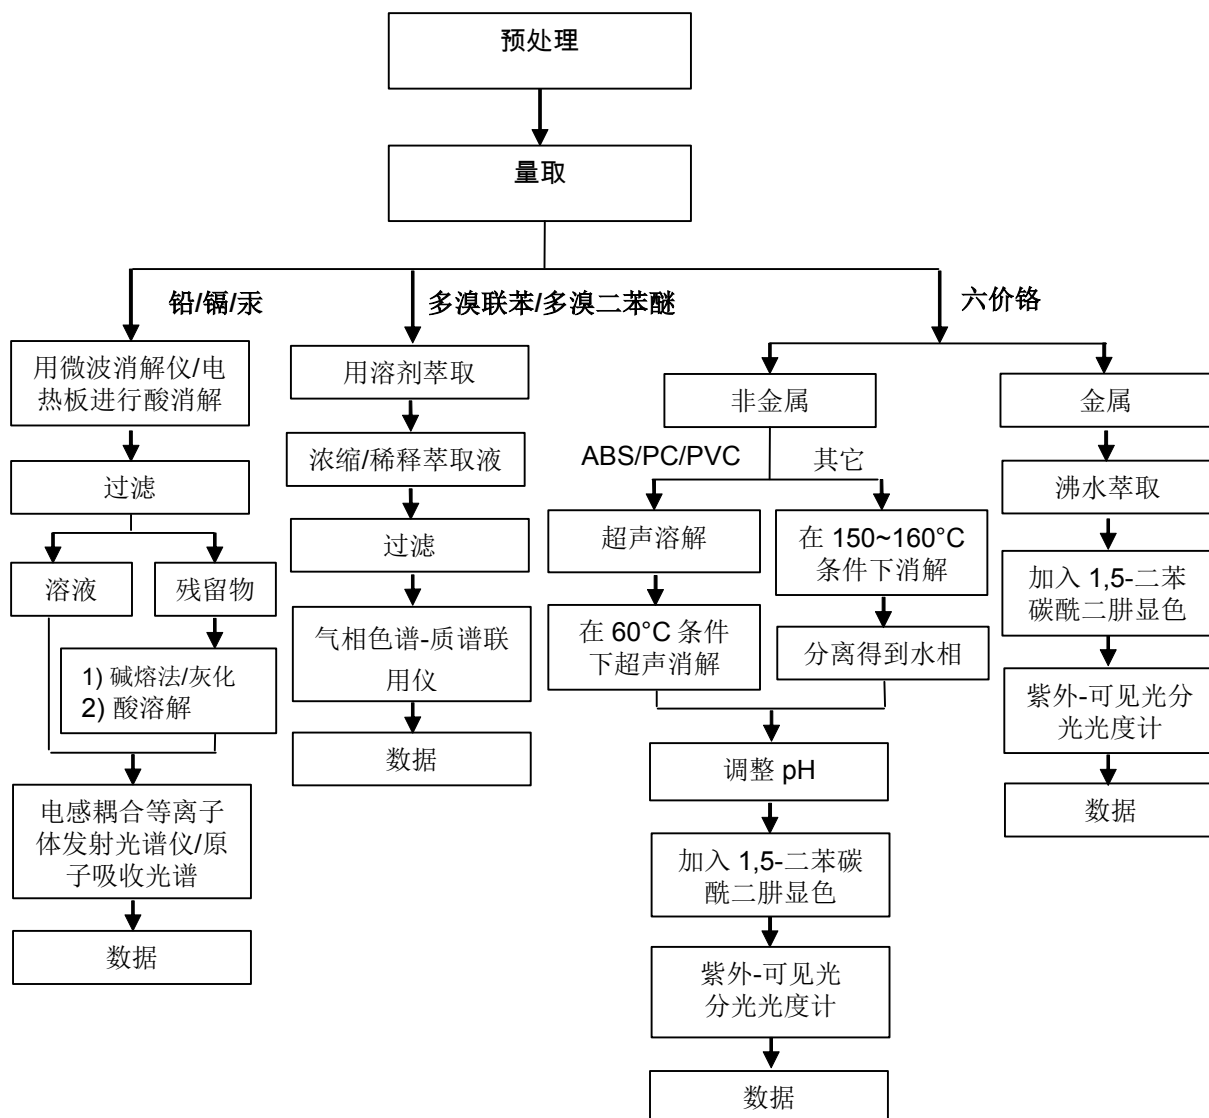 预处理
量取
铅/镉/汞
用微波消解仪/电
热板进行酸消解
过滤
溶液
残留物
1) 碱熔法/灰化
2) 酸溶解
电感耦合等离子
体发射光谱仪/原
子吸收光谱
数据
多溴联苯/多溴二苯醚
用溶剂萃取
浓缩/稀释萃取液
过滤
气相色谱-质谱联
用仪
数据
六价铬
非金属
ABS/PC/PVC
其它
超声溶解
在 60°C 条件
下超声消解
在 150~160°C
条件下消解
分离得到水相
调整 pH
加入 1,5-二苯碳
酰二肼显色
紫外-可见光
分光光度计
数据
金属
沸水萃取
加入 1,5-二苯
碳酰二肼显色
紫外-可见光分
光光度计
数据